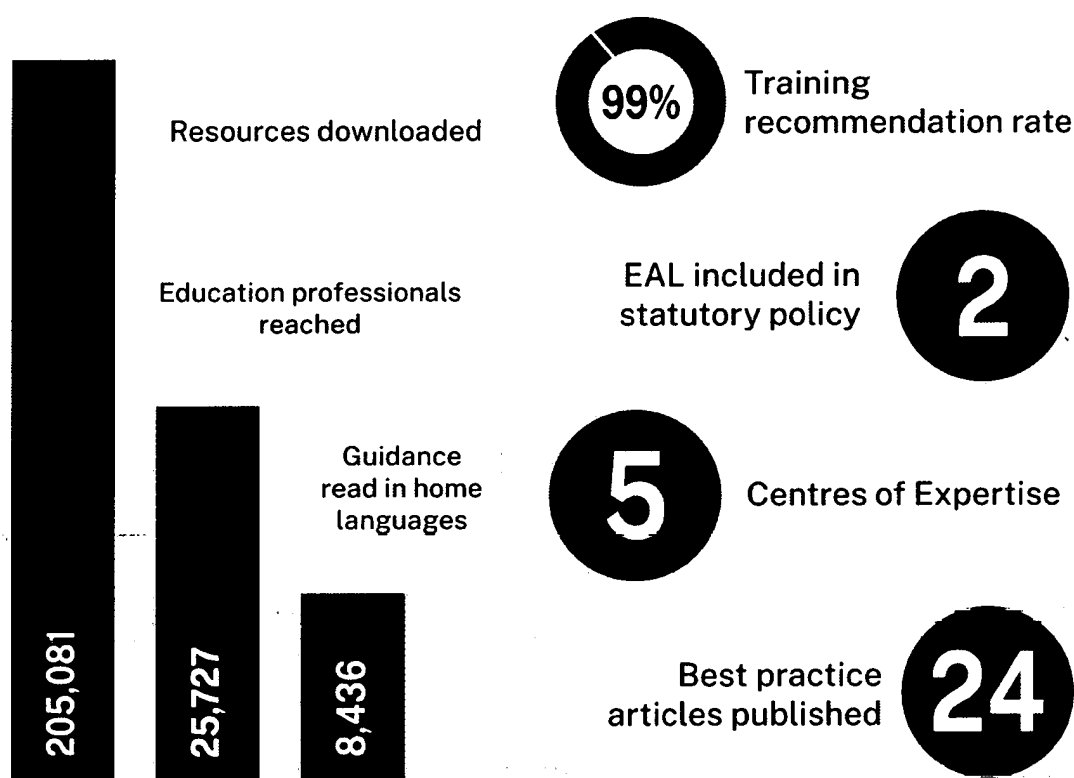 Resources downloaded
Education professionals
reached
Guidance
read in home
languages
205,081
25,727
8,436
99%
Training
recommendation rate
EAL included in
statutory policy
2
5
Centres of Expertise
Best practice
articles published
24